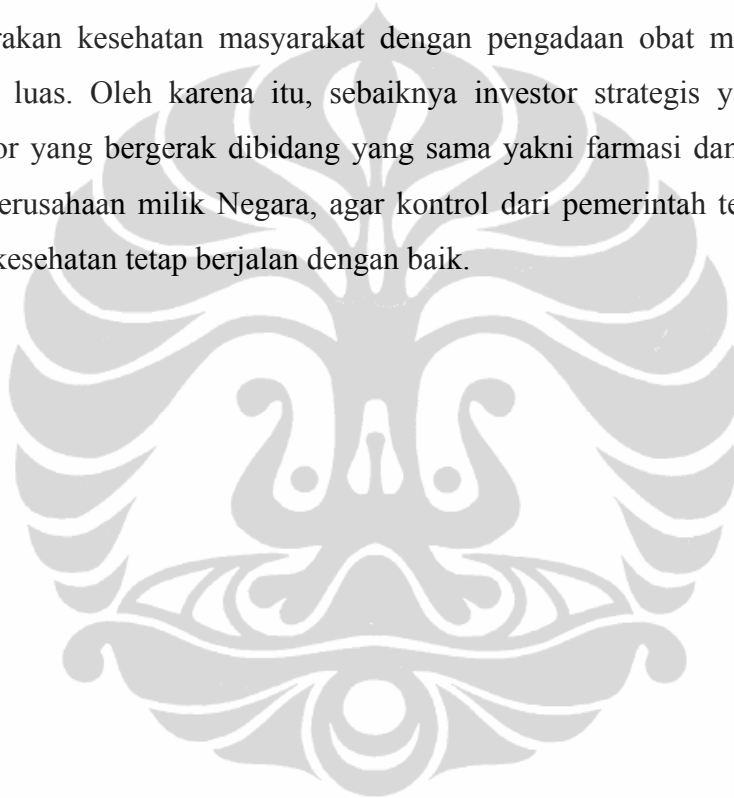 rakan kesehatan masyarakat dengan pengadaan obat m
luas. Oleh karena itu, sebaiknya investor strategis y
or yang bergerak dibidang yang sama yakni farmasi dan
erusahaan milik Negara, agar kontrol dari pemerintah te
kesehatan tetap berjalan dengan baik.